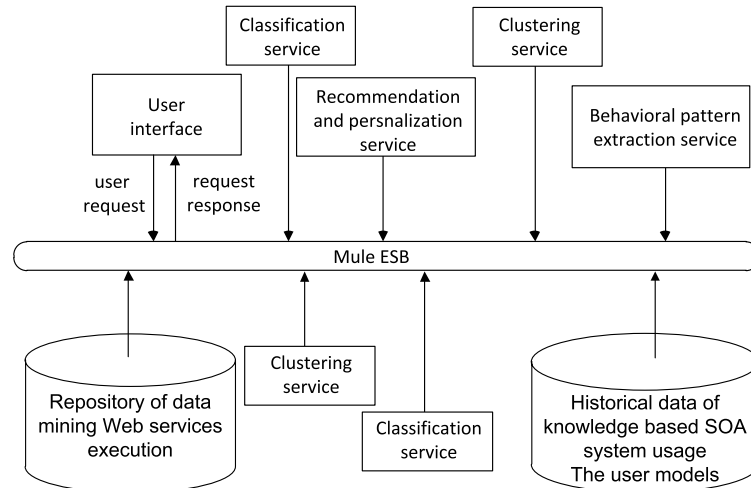 Classification
service
Clustering
service
User
interface
Recommendation
and persnalization
service
Behavioral pattern
extraction service
user
request
request
response
Mule ESB
Clustering
service
Classification
service
Repository of data
mining Web services
execution
Historical data of
knowledge based SOA
system usage
The user models